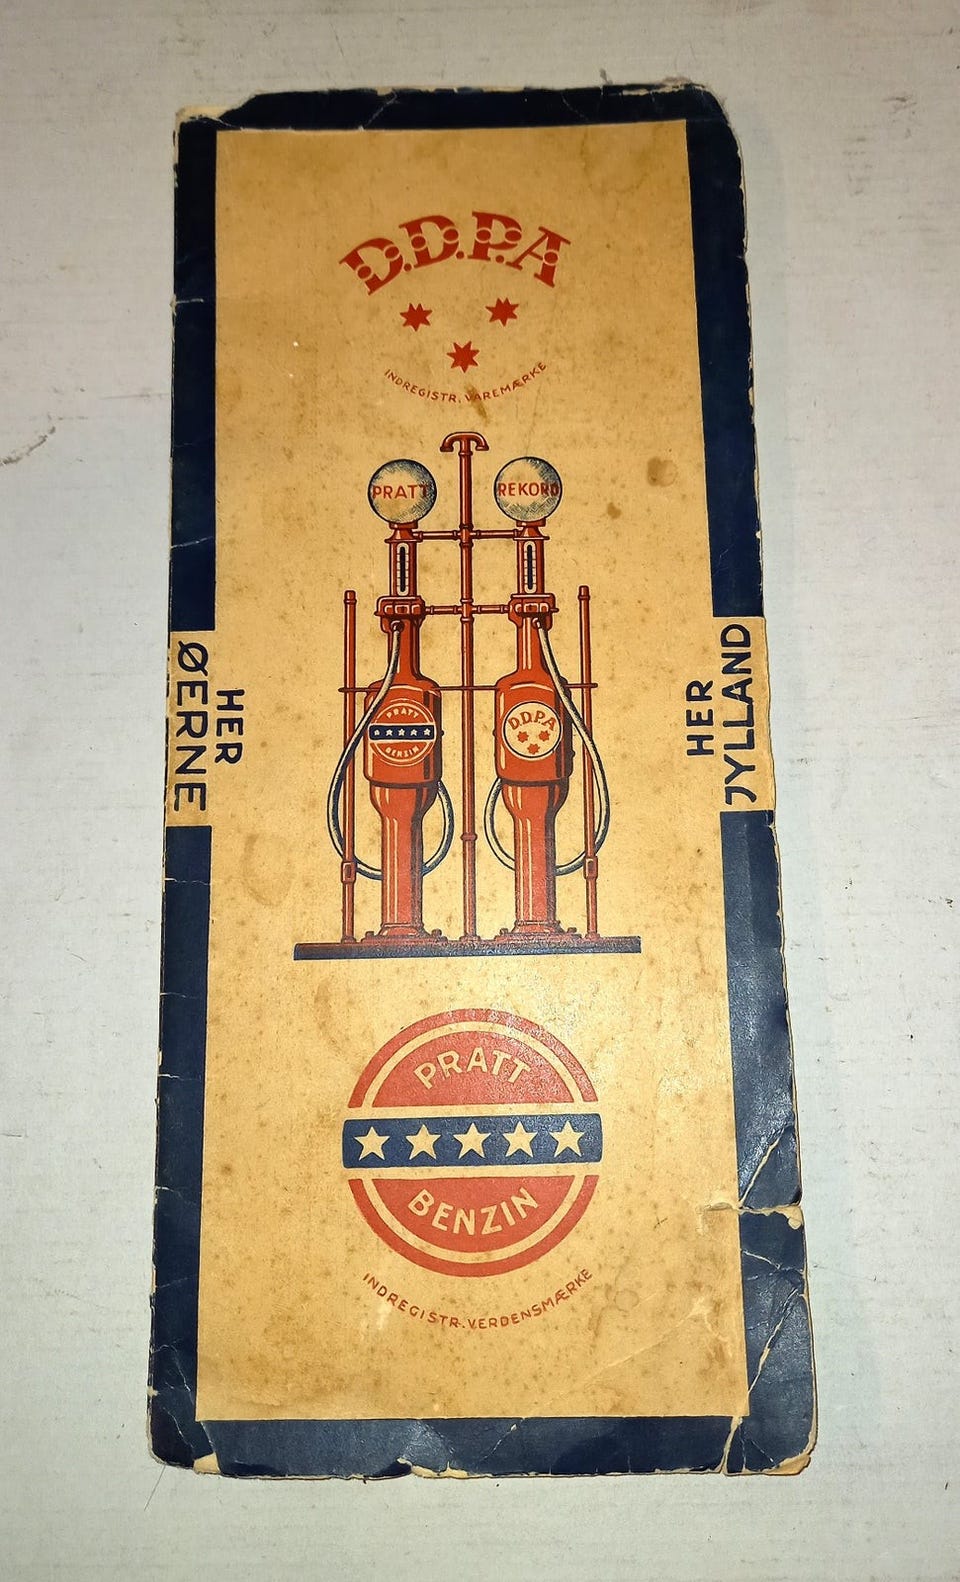 D.D.P.A
INDREGISTR. VAREMÆRKE
PRATT
REKORD
PRATT
BENZIN
D.D.P.A
HER
ØERNE
HER
JYLLAND
PRATT
BENZIN
INDREGISTR. VERDENSMÆRKE